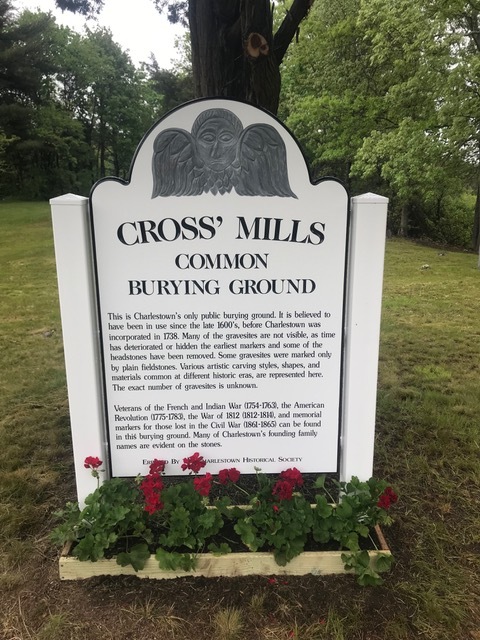 CROSS' MILLS
COMMON
BURYING GROUND
This is Charlestown's only public burying ground. It is believed to
have been in use since the late 1600's, before Charlestown was
incorporated in 1738. Many of the gravesites are not visible, as time
has deteriorated or hidden the earliest markers and some of the
headstones have been removed. Some gravesites were marked only
by plain fieldstones. Various artistic carving styles, shapes, and
materials common at different historic eras, are represented here.
The exact number of gravesites is unknown.
Veterans of the French and Indian War (1754-1763), the American
Revolution (1775-1783), the War of 1812 (1812-1814), and memorial
markers for those lost in the Civil War (1861-1865) can be found
in this burying ground. Many of Charlestown's founding family
names are evident on the stones.
By Charlestown Historical Society